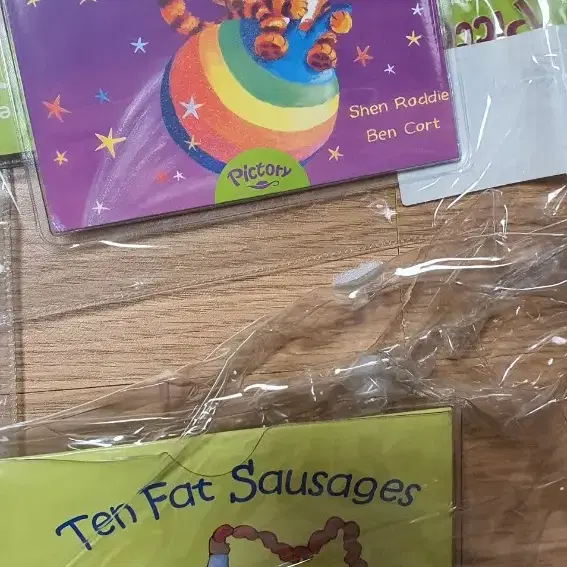 Shen Roddie
Ben Cort
Pictory
Ten Fat Sausages